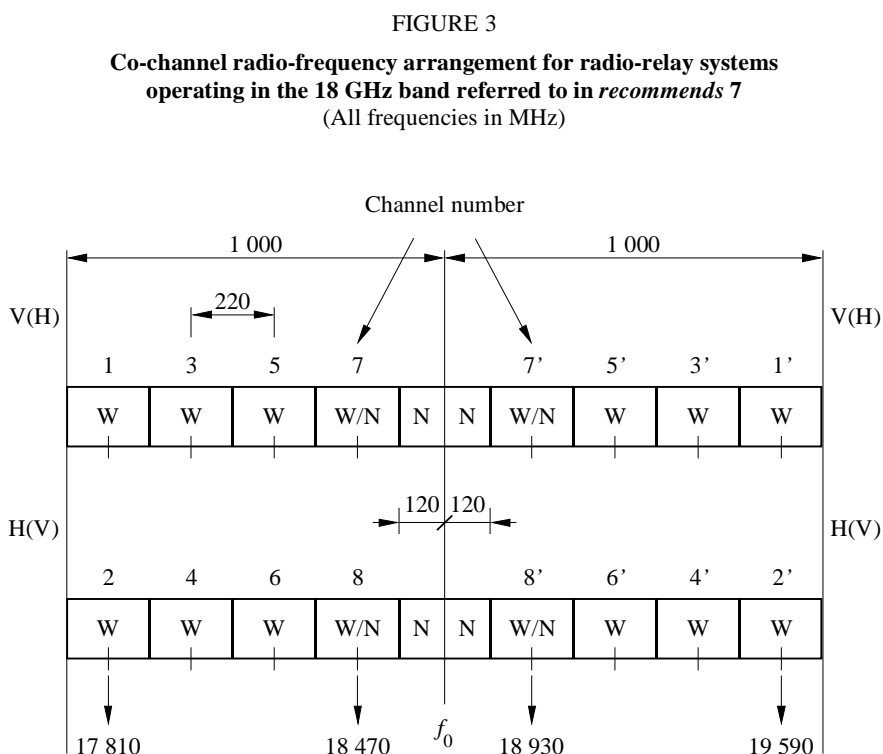 FIGURE 3
Co-channel radio-frequency arrangement for radio-relay systems
operating in the 18 GHz band referred to in recommends 7
(All frequencies in MHz)
Channel number
1 000 1 000
220
V(H) V(H)
1 3 5 7 7’ 5’ 3’ 1’
W W W W/N N N W/N W W W
120 120
H(V) H(V)
2 4 6 8 8’ 6’ 4’ 2’
W W W W/N N N W/N W W W
17 810 18 470 f0 18 930 19 590